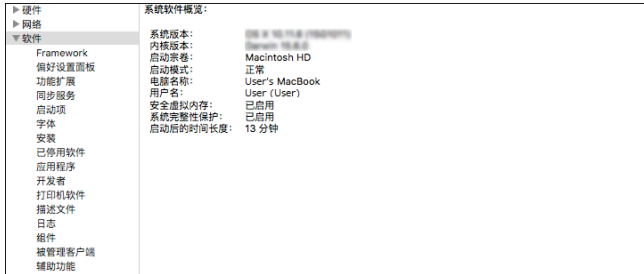 硬件
网络
软件
Framework
偏好设置面板
功能扩展
同步服务
启动项
字体
安装
已停用软件
应用程序
开发者
打印机软件
描述文件
日志
组件
被管理客户端
辅助功能
系统软件概览：
系统版本：
内核版本：
启动宗卷： Macintosh HD
启动模式： 正常
电脑名称： User's MacBook
用户名： User (User)
安全虚拟内存： 已启用
系统完整性保护： 已启用
启动后的时间长度： 13 分钟